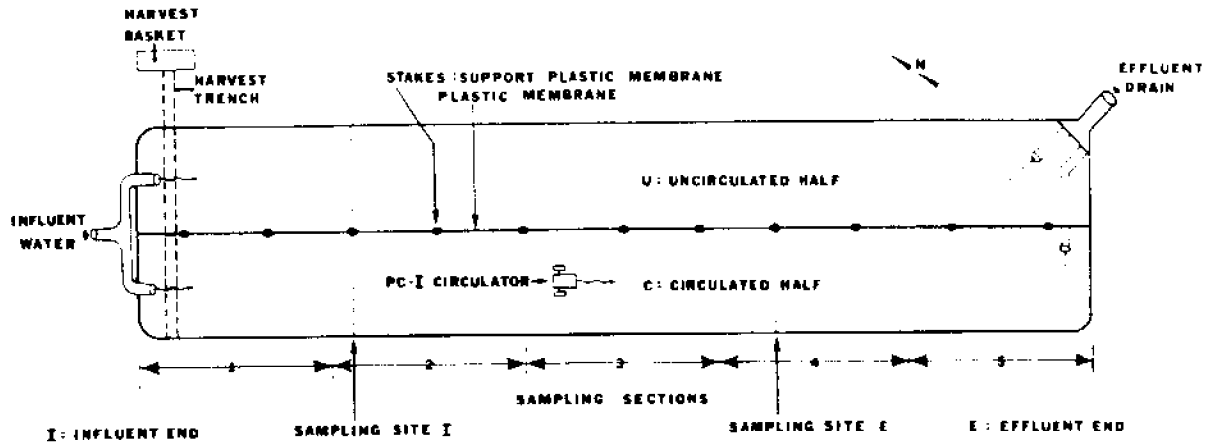 HARVEST
BASKET
HARVEST
TRENCH
STAKES : SUPPORT PLASTIC MEMBRANE
PLASTIC MEMBRANE
N
EFFLUENT
DRAIN
U : UNCIRCULATED HALF
INFLUENT
WATER
PC-I CIRCULATOR
C : CIRCULATED HALF
1 2 3 4 5
SAMPLING SECTIONS
I : INFLUENT END
SAMPLING SITE I
SAMPLING SITE E
E : EFFLUENT END